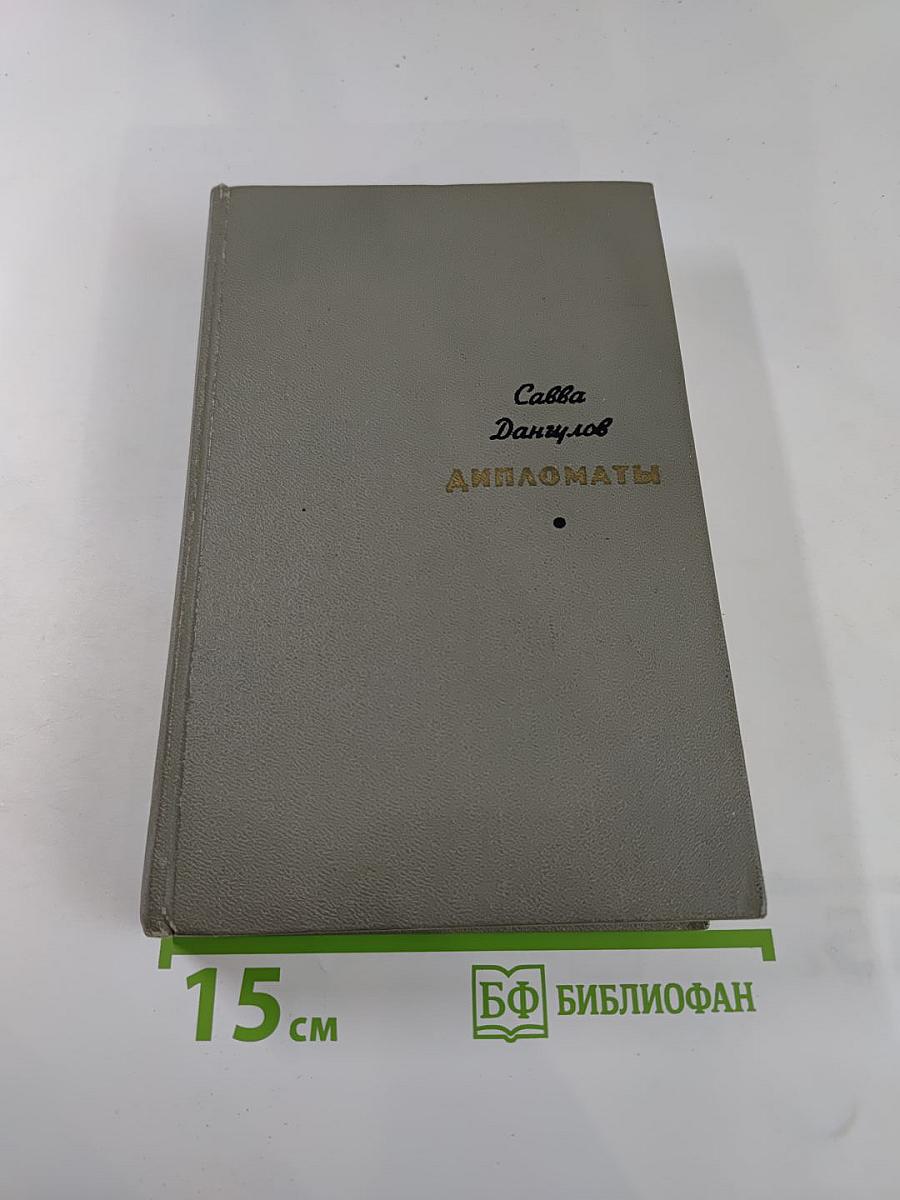 Савва
Дангулов
ДИПЛОМАТЫ
15 см
БФ БИБЛИОФАН